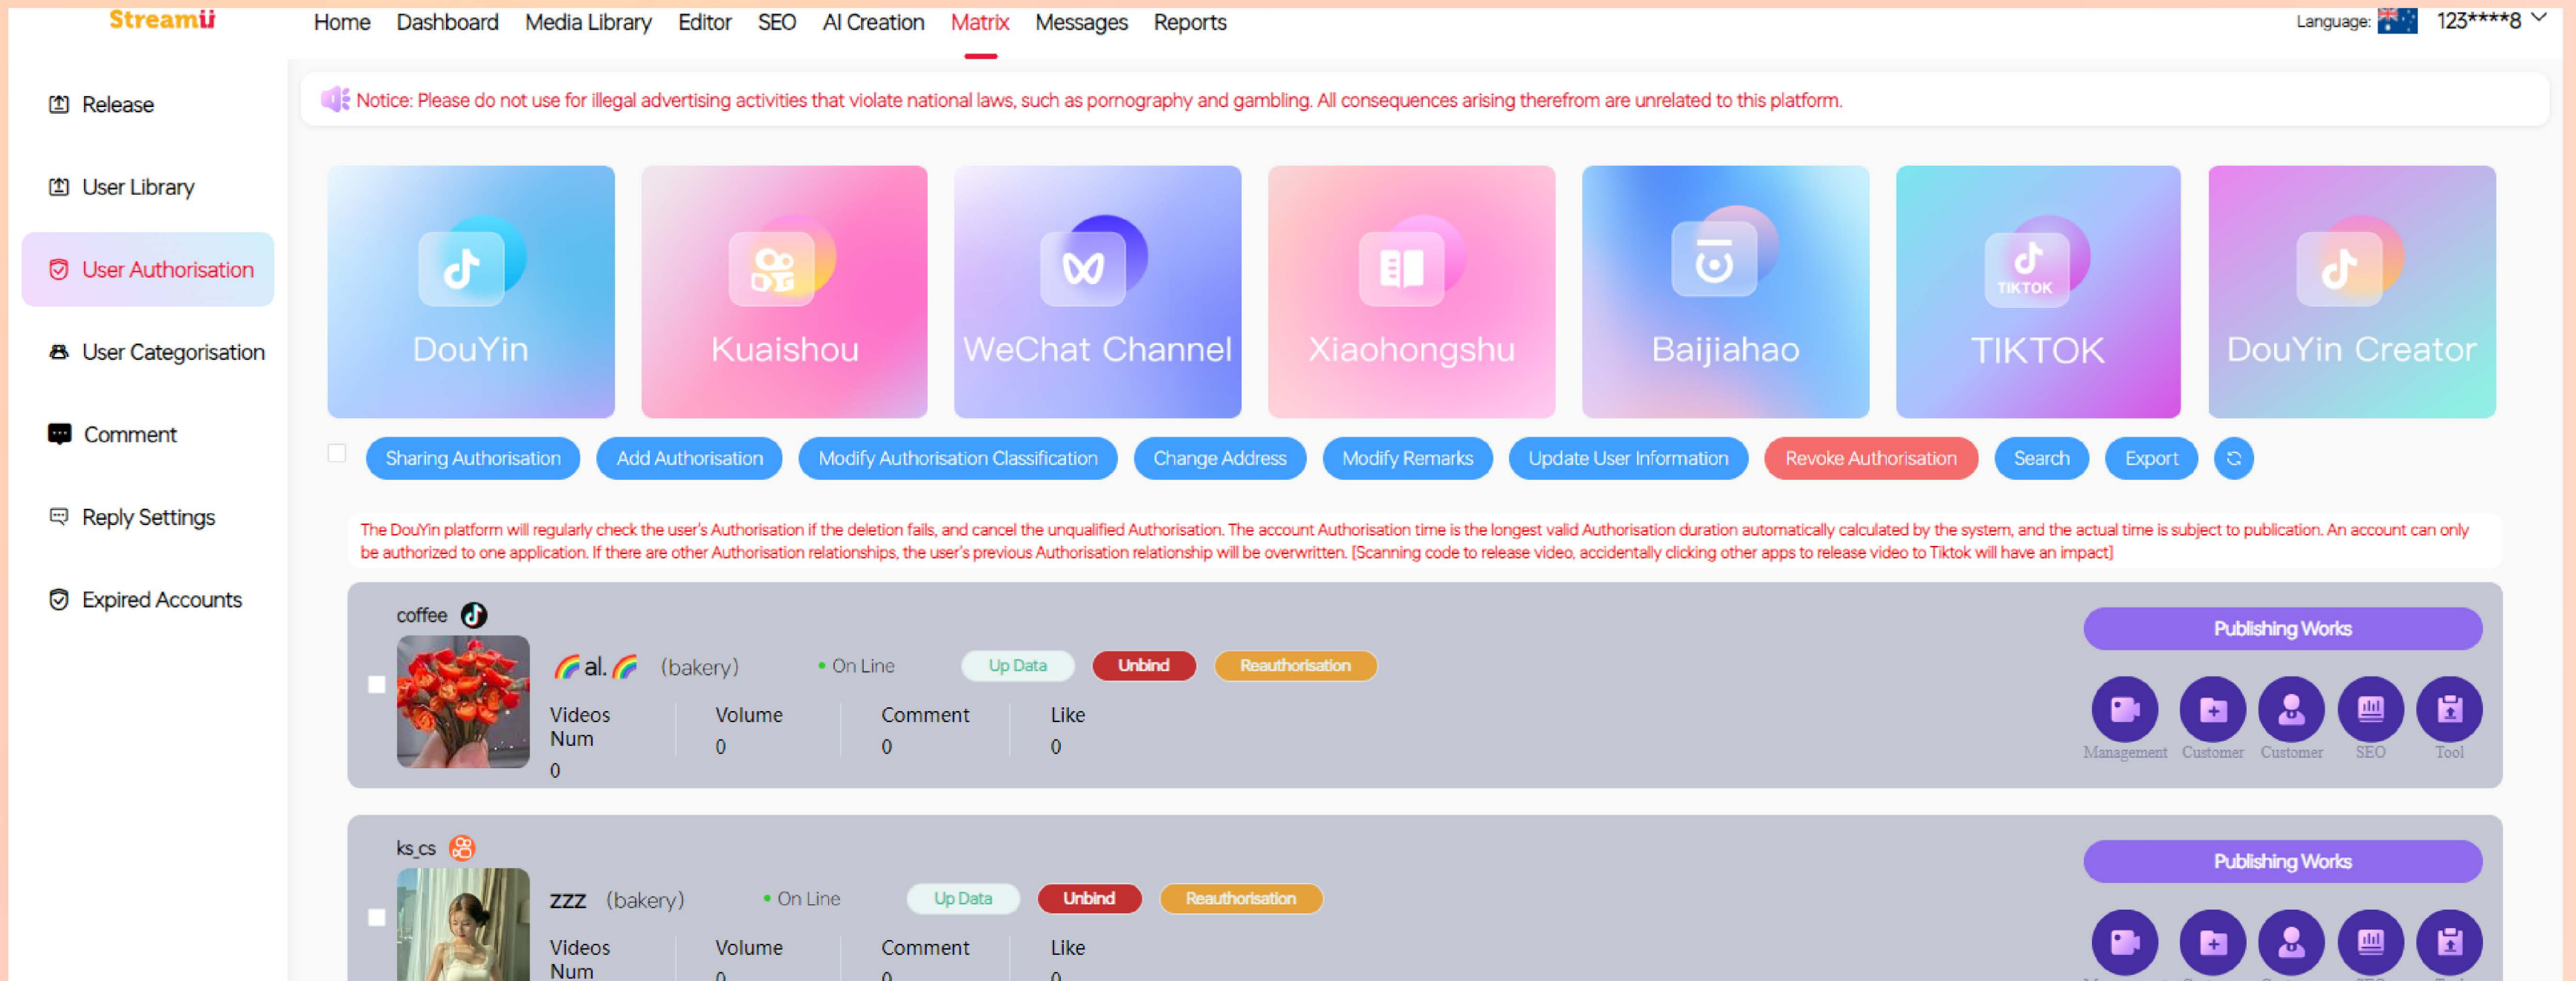 Streamü
Home Dashboard Media Library Editor SEO AI Creation Matrix Messages Reports
Language: 123****8
Release
User Library
User Authorisation
User Categorisation
Comment
Reply Settings
Expired Accounts
Notice: Please do not use for illegal advertising activities that violate national laws, such as pornography and gambling. All consequences arising therefrom are unrelated to this platform.
DouYin
Kuaishou
WeChat Channel
Xiaohongshu
Baijiahao
TIKTOK
TIKTOK
DouYin Creator
Sharing Authorisation Add Authorisation Modify Authorisation Classification Change Address Modify Remarks Update User Information Revoke Authorisation Search Export
The DouYin platform will regularly check the user's Authorisation if the deletion fails, and cancel the unqualified Authorisation. The account Authorisation time is the longest valid Authorisation duration automatically calculated by the system, and the actual time is subject to publication. An account can only
be authorized to one application. If there are other Authorisation relationships, the user's previous Authorisation relationship will be overwritten. [Scanning code to release video, accidentally clicking other apps to release video to Tiktok will have an impact]
coffee
🌈al.🌈 (bakery) • On Line Up Data Unbind Reauthorisation
Videos Num Volume Comment Like
0 0 0 0
Publishing Works
Management Customer Customer SEO Tool
ks_cs
zzz (bakery) • On Line Up Data Unbind Reauthorisation
Videos Num Volume Comment Like
Publishing Works